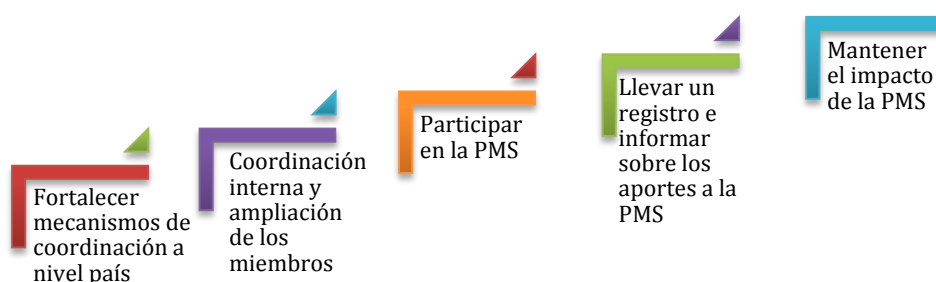 Fortalecer
mecanismos de
coordinación a
nivel país
Coordinación
interna y
ampliación
de los
miembros
Participar
en la PMS
Llevar un
registro e
informar
sobre los
aportes a la
PMS
Mantener
el impacto
de la PMS